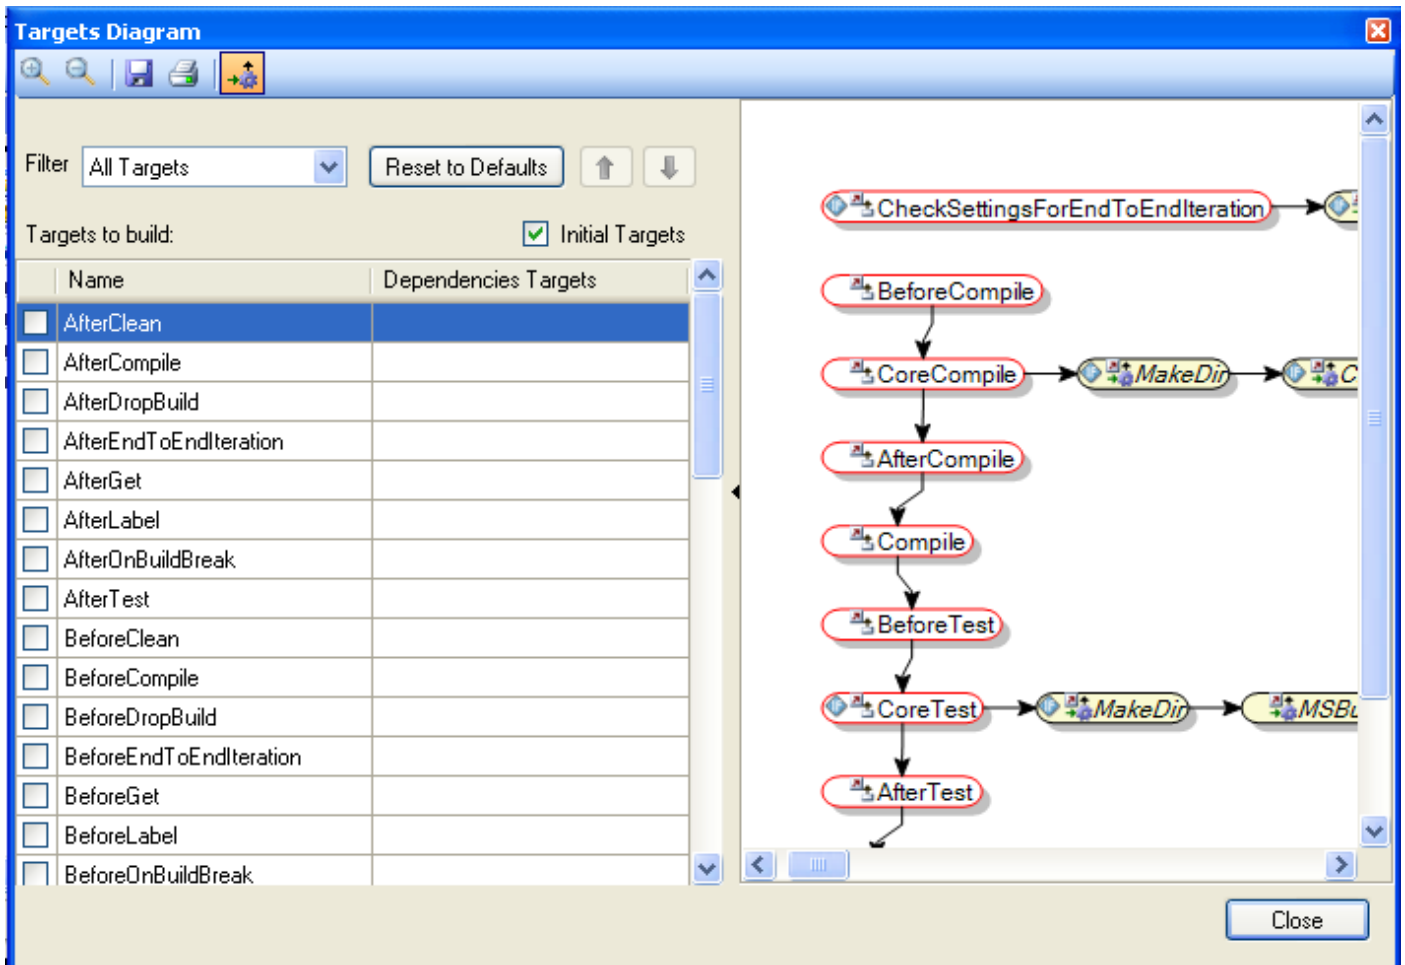 Targets Diagram
Filter
All Targets
Reset to Defaults
Targets to build:
Initial Targets
Name
Dependencies Targets
AfterClean
AfterCompile
AfterDropBuild
AfterEndToEndIteration
AfterGet
AfterLabel
AfterOnBuildBreak
AfterTest
BeforeClean
BeforeCompile
BeforeDropBuild
BeforeEndToEndIteration
BeforeGet
BeforeLabel
BeforeOnBuildBreak
CheckSettingsForEndToEndIteration
BeforeCompile
CoreCompile
MakeDir
C
AfterCompile
Compile
BeforeTest
CoreTest
MakeDir
MSBu
AfterTest
Close